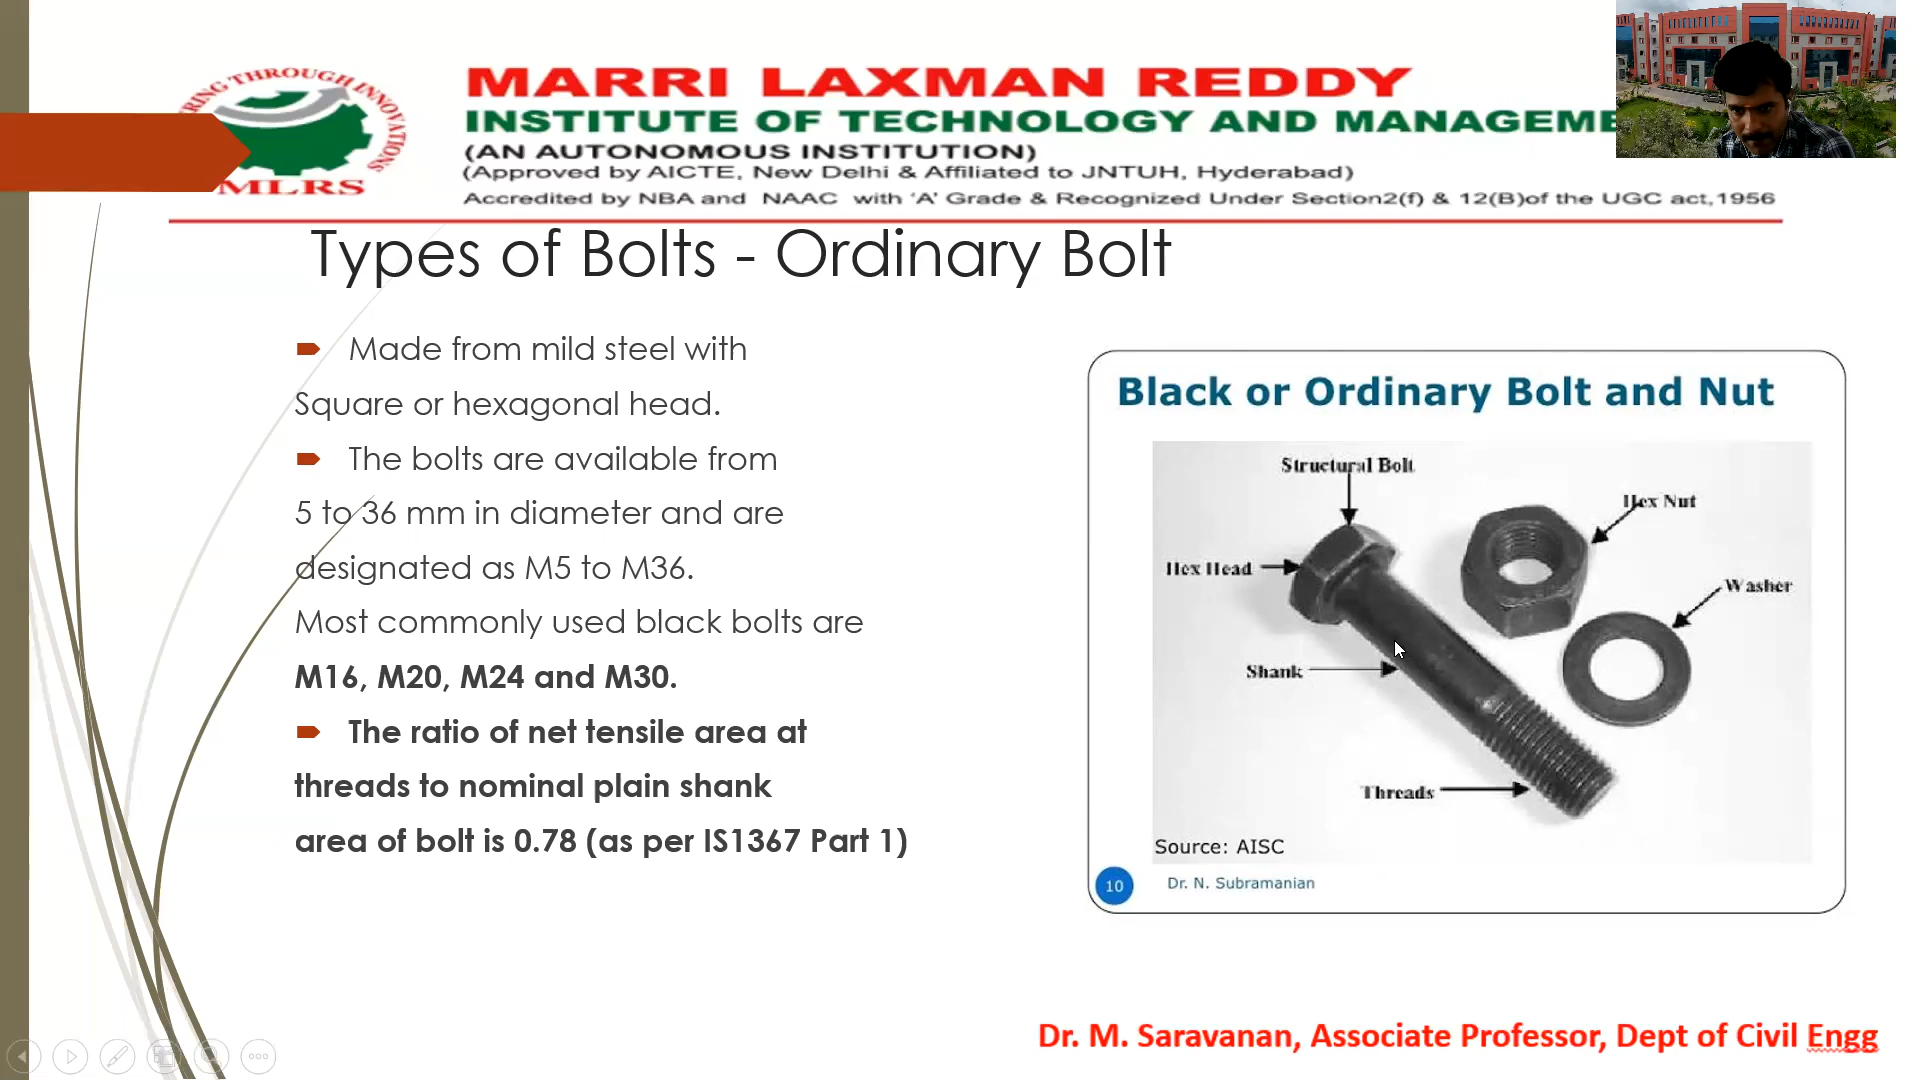 RING THROUGH INNOVATIONS
MLRS
MARRI LAXMAN REDDY
INSTITUTE OF TECHNOLOGY AND MANAGEME
(AN AUTONOMOUS INSTITUTION)
(Approved by AICTE, New Delhi & Affiliated to JNTUH, Hyderabad)
Accredited by NBA and NAAC with 'A' Grade & Recognized Under Section2(f) & 12(B)of the UGC act,1956
Types of Bolts - Ordinary Bolt
Made from mild steel with
Square or hexagonal head.
The bolts are available from
5 to 36 mm in diameter and are
designated as M5 to M36.
Most commonly used black bolts are
M16, M20, M24 and M30.
The ratio of net tensile area at
threads to nominal plain shank
area of bolt is 0.78 (as per IS1367 Part 1)
Black or Ordinary Bolt and Nut
Structural Bolt
Hex Nut
Hex Head
Washer
Shank
Threads
Source: AISC
10
Dr. N. Subramanian
Dr. M. Saravanan, Associate Professor, Dept of Civil Engg